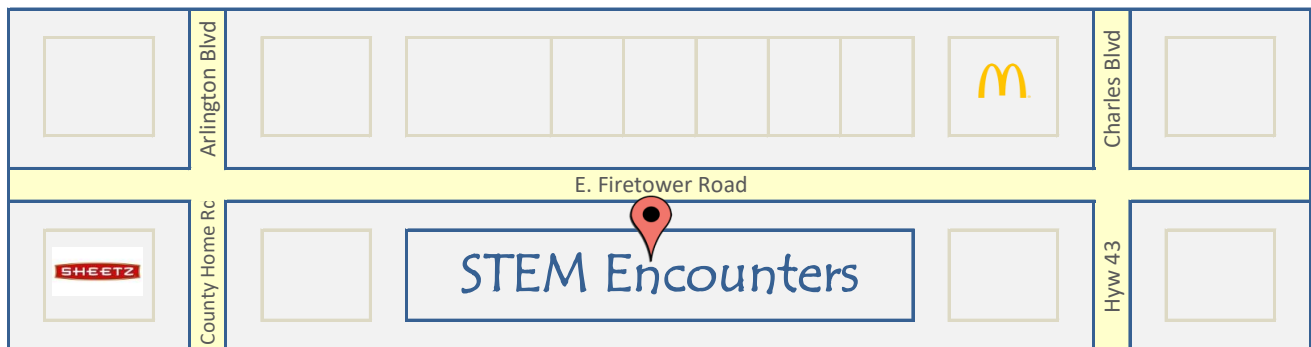 Arlington Blvd
Charles Blvd
E. Firetower Road
SHEETZ
County Home Rc
STEM Encounters
Hyw 43